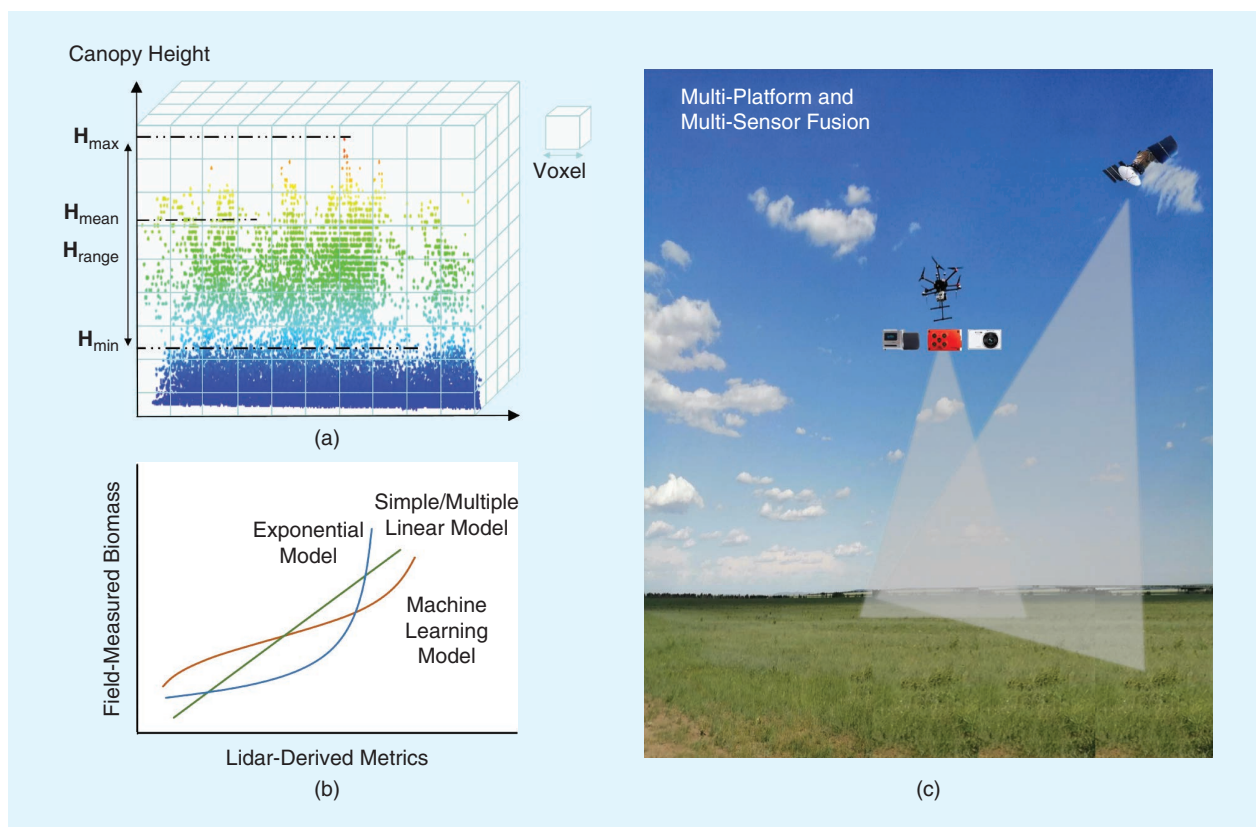 Canopy Height
Hmax
Hmean
Hrange
Hmin
Voxel
(a)
Field-Measured Biomass
Exponential
Model
Simple/Multiple
Linear Model
Machine
Learning
Model
Lidar-Derived Metrics
(b)
Multi-Platform and
Multi-Sensor Fusion
(c)